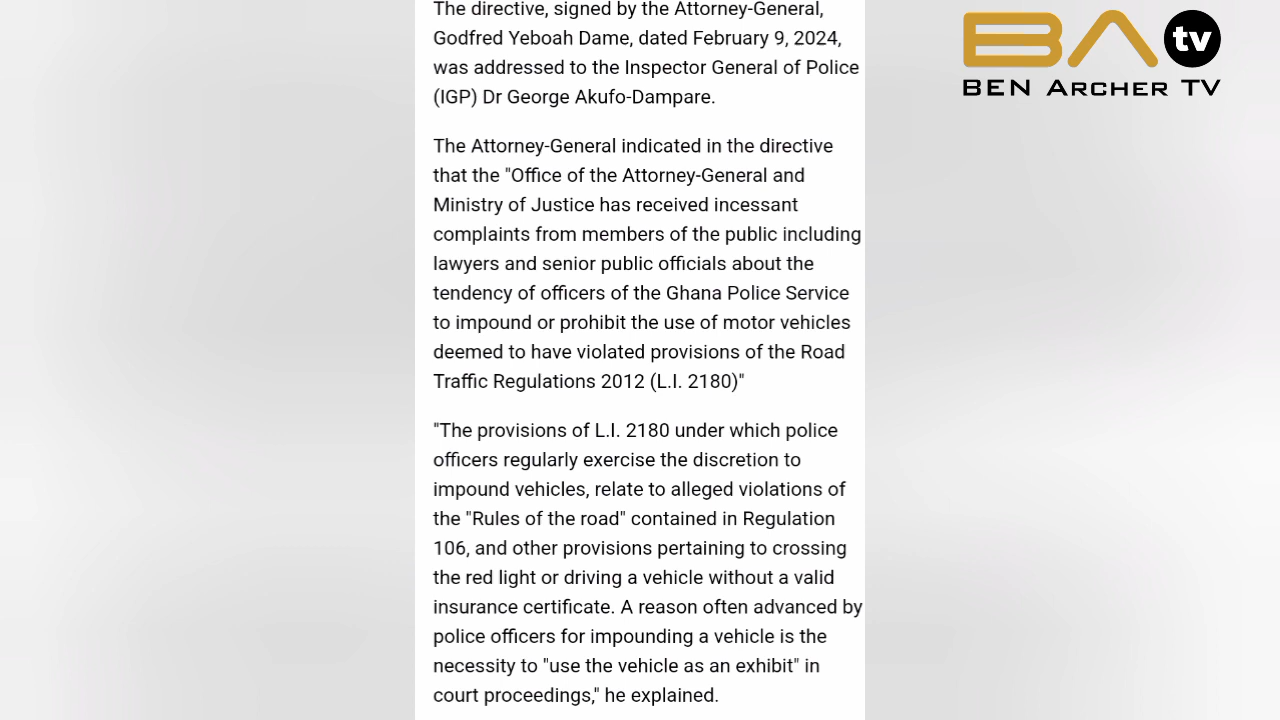 The directive, signed by the Attorney-General,
Godfred Yeboah Dame, dated February 9, 2024,
was addressed to the Inspector General of Police
(IGP) Dr George Akufo-Dampare.
The Attorney-General indicated in the directive
that the "Office of the Attorney-General and
Ministry of Justice has received incessant
complaints from members of the public including
lawyers and senior public officials about the
tendency of officers of the Ghana Police Service
to impound or prohibit the use of motor vehicles
deemed to have violated provisions of the Road
Traffic Regulations 2012 (L.I. 2180)"
"The provisions of L.I. 2180 under which police
officers regularly exercise the discretion to
impound vehicles, relate to alleged violations of
the "Rules of the road" contained in Regulation
106, and other provisions pertaining to crossing
the red light or driving a vehicle without a valid
insurance certificate. A reason often advanced by
police officers for impounding a vehicle is the
necessity to "use the vehicle as an exhibit" in
court proceedings," he explained.
BA tv
BEN ARCHER TV